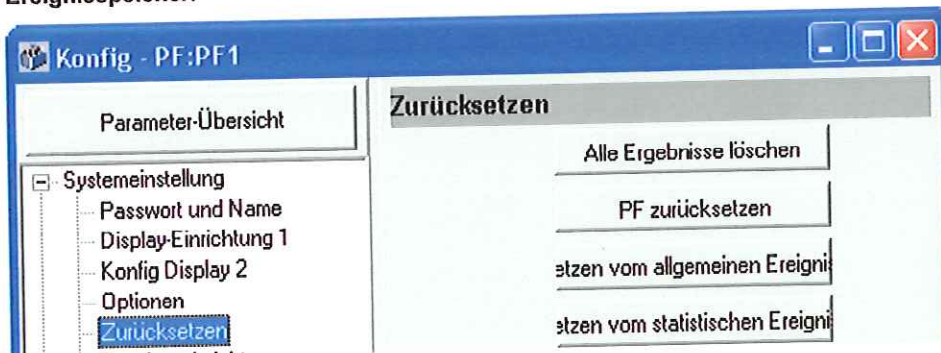 Konfig - PF:PF1
Parameter-Übersicht
Systemeinstellung
Passwort und Name
Display-Einrichtung 1
Konfig Display 2
Optionen
Zurücksetzen
Zurücksetzen
Alle Ergebnisse löschen
PF zurücksetzen
etzen vom allgemeinen Ereigni
etzen vom statistischen Ereigni